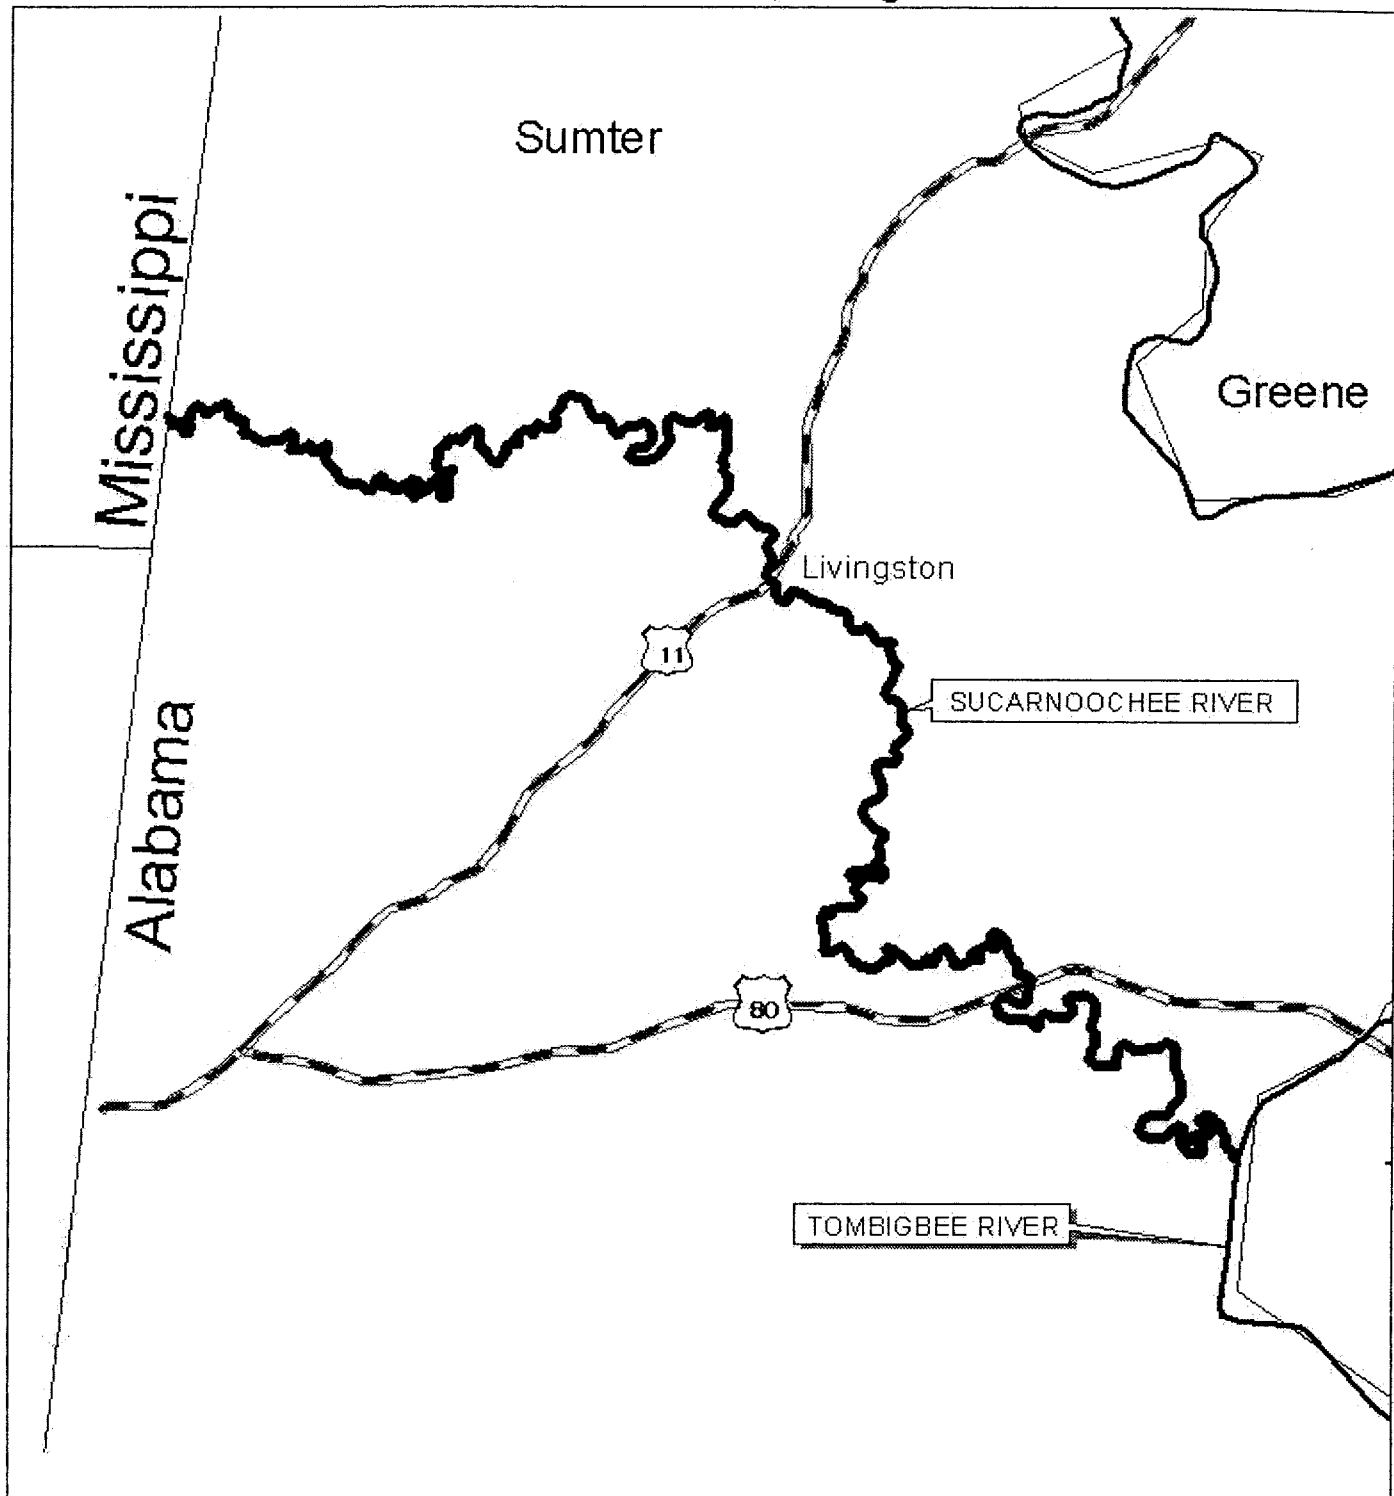 Sumter
Mississippi
Greene
Livingston
11
SUCARNOOCHEE RIVER
Alabama
80
TOMBIGBEE RIVER